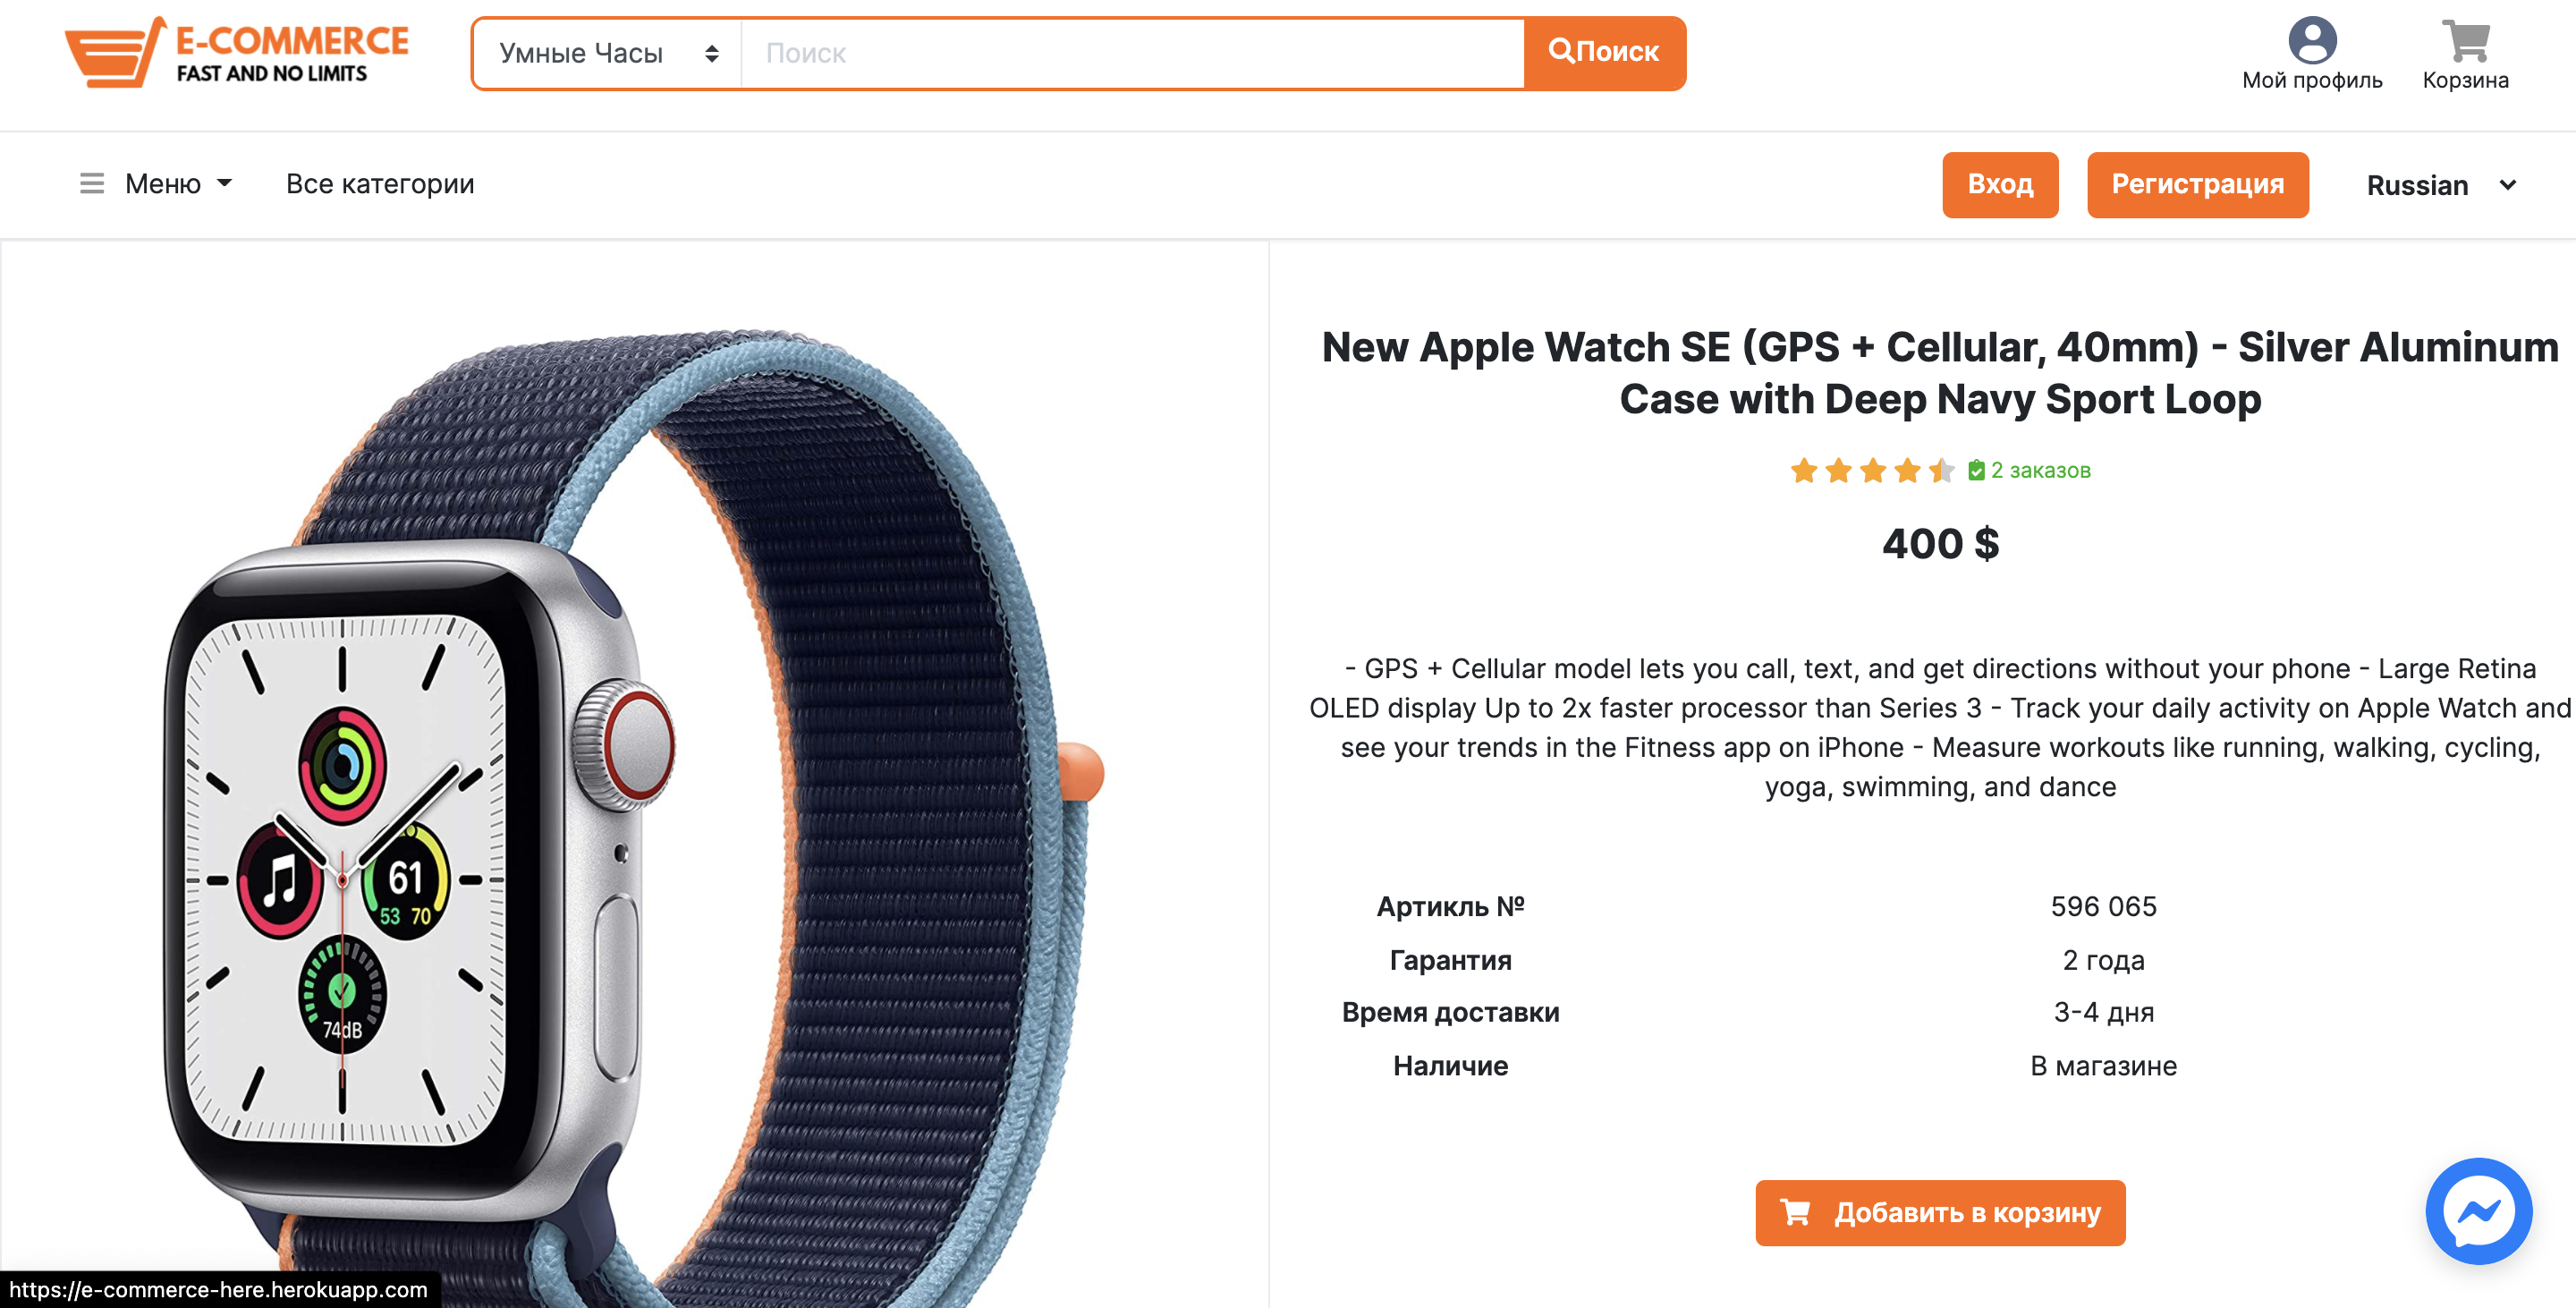 E-COMMERCE
FAST AND NO LIMITS
Умные Часы
Поиск
Поиск
Мой профиль
Корзина
Меню
Все категории
Вход
Регистрация
Russian
New Apple Watch SE (GPS + Cellular, 40mm) - Silver Aluminum
Case with Deep Navy Sport Loop
2 заказов
400 $
- GPS + Cellular model lets you call, text, and get directions without your phone - Large Retina
OLED display Up to 2x faster processor than Series 3 - Track your daily activity on Apple Watch and
see your trends in the Fitness app on iPhone - Measure workouts like running, walking, cycling,
yoga, swimming, and dance
Артикль № 596 065
Гарантия 2 года
Время доставки 3-4 дня
Наличие В магазине
Добавить в корзину
61
53 70
74dB
https://e-commerce-here.herokuapp.com